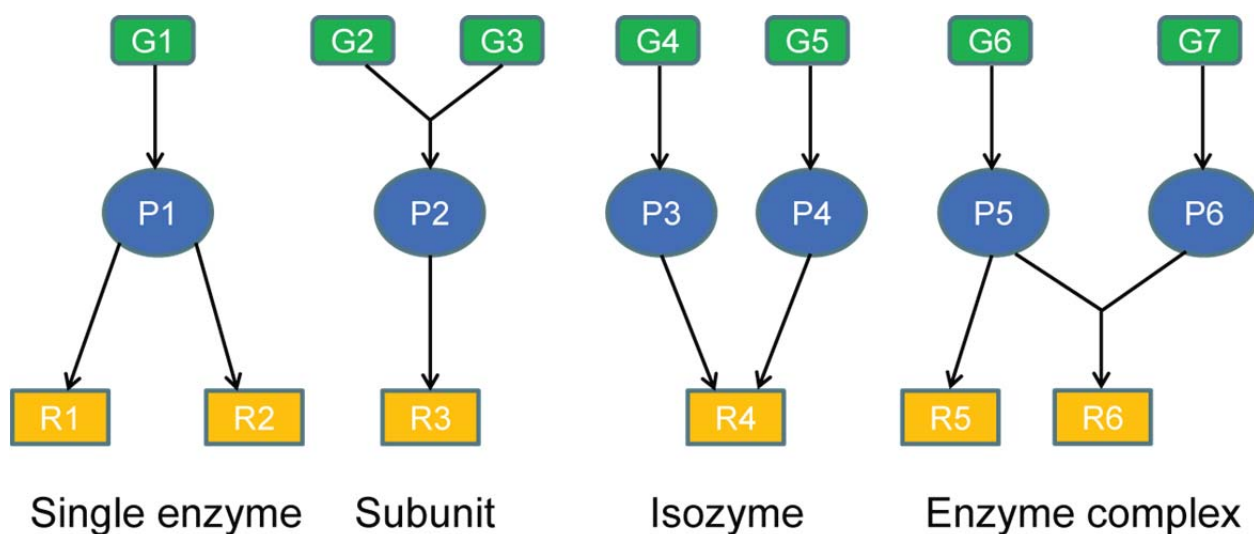 G1 G2 G3 G4 G5 G6 G7
P1 P2 P3 P4 P5 P6
R1 R2 R3 R4 R5 R6
Single enzyme Subunit Isozyme Enzyme complex